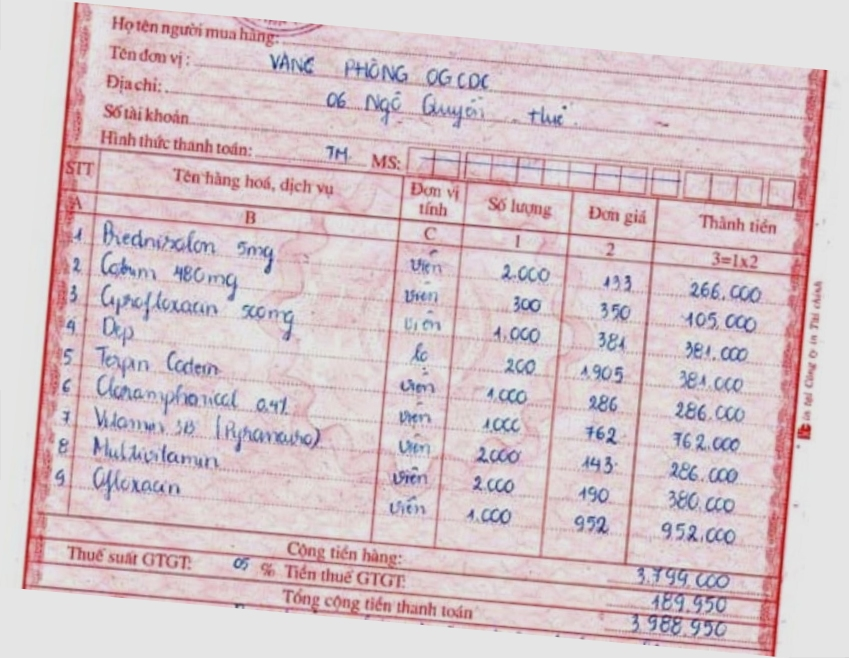 Họ tên người mua hàng:
Tên đơn vị: VĂNG PHÒNG OGCDC
Địa chỉ: 06 Ngô Quyền Huế
Số tài khoản
Hình thức thanh toán: TM. MS:
STT Tên hàng hoá, dịch vụ Đơn vị tính Số lượng Đơn giá Thành tiền
A B C 1 2 3=1x2
1 Prednisolon 5mg viên 2.000 133 266.000
2 Cotrim 480mg viên 300 350 105.000
3 Ciprofloxacin 500mg viên 1.000 381 381.000
4 Dep lọ 200 1.905 381.000
5 Terpin Codein viên 1.000 286 286.000
6 Cloramphenical 0,4% viên 1000 762 762.000
7 Vitamin 3B viên 2000 143 286.000
8 Multivitamin viên 2.000 190 380.000
9 Ofloxacin viên 1.000 952 952.000
Cộng tiền hàng: 3.799.000
Thuế suất GTGT: 05 % Tiền thuế GTGT: 189.950
Tổng cộng tiền thanh toán 3.988.950
in tại Công ty in Tài chính